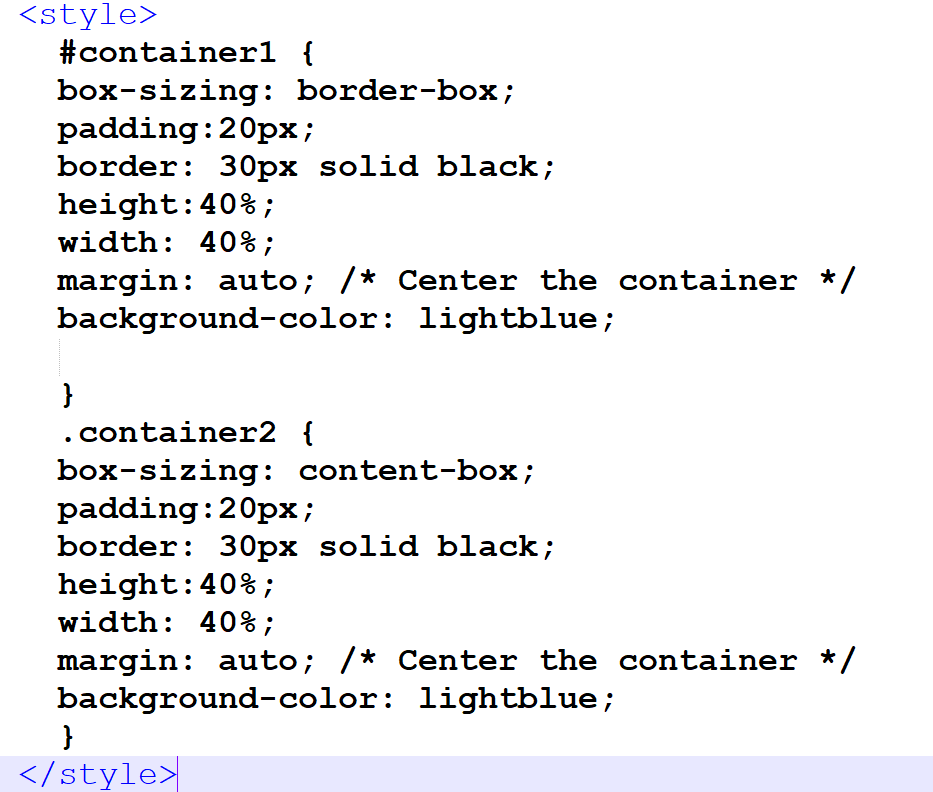 <style>
#container1 {
box-sizing: border-box;
padding:20px;
border: 30px solid black;
height:40%;
width: 40%;
margin: auto; /* Center the container */
background-color: lightblue;
}
.container2 {
box-sizing: content-box;
padding:20px;
border: 30px solid black;
height:40%;
width: 40%;
margin: auto; /* Center the container */
background-color: lightblue;
}
</style>